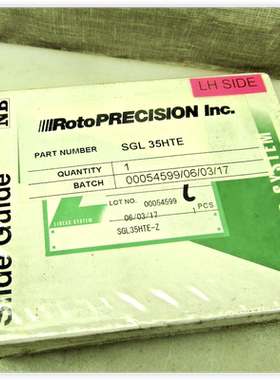 LH SIDE
NB
RotoPRECISION Inc.
PART NUMBER SGL 35HTE
QUANTITY 1
BATCH 00054599/06/03/17
LOT NO. 00054599
06/03/17 1 PCS
LINEAR SYSTEM
SGL35HTE-Z
Slide Guide
SYSTEM